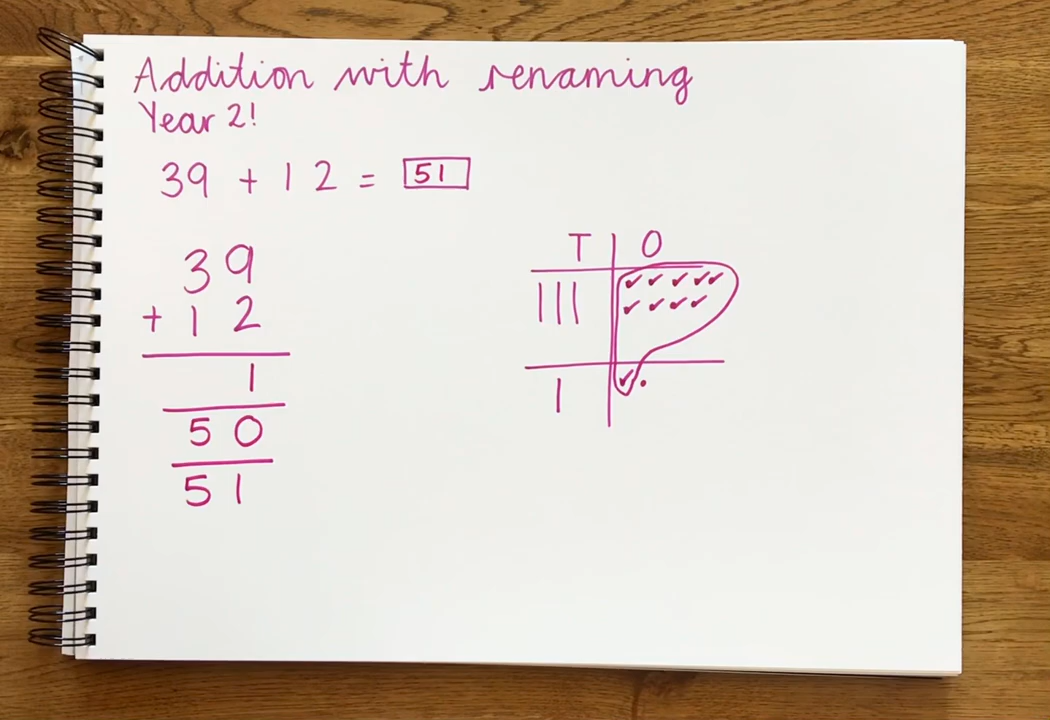 Addition with renaming
Year 2!
39 + 12 = 51
39
+ 12
1
50
51
T O